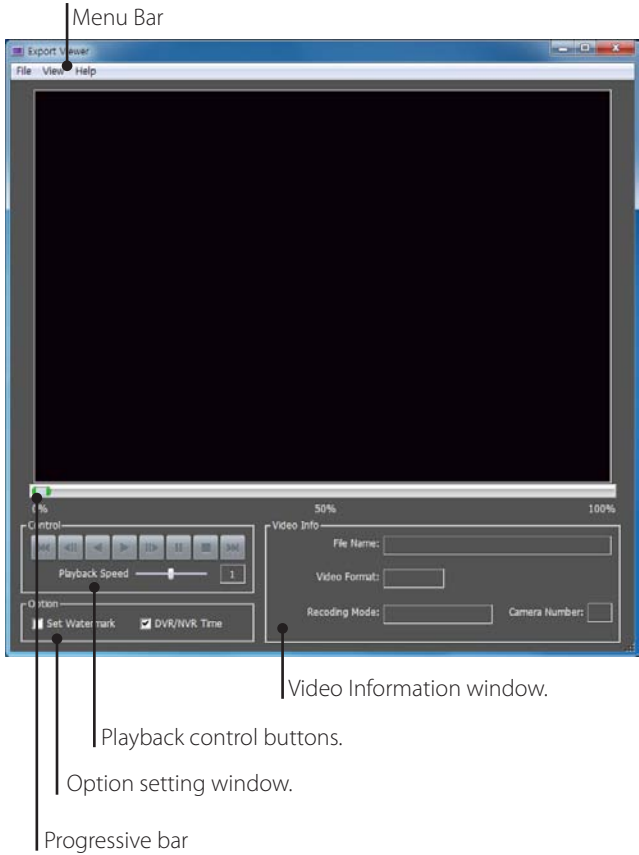 Menu Bar
Export Viewer
File View Help
0% 50% 100%
Control
Playback Speed 1
Option
Set Watermark DVR/NVR Time
Video Info
File Name:
Video Format:
Recoding Mode: Camera Number:
Video Information window.
Playback control buttons.
Option setting window.
Progressive bar